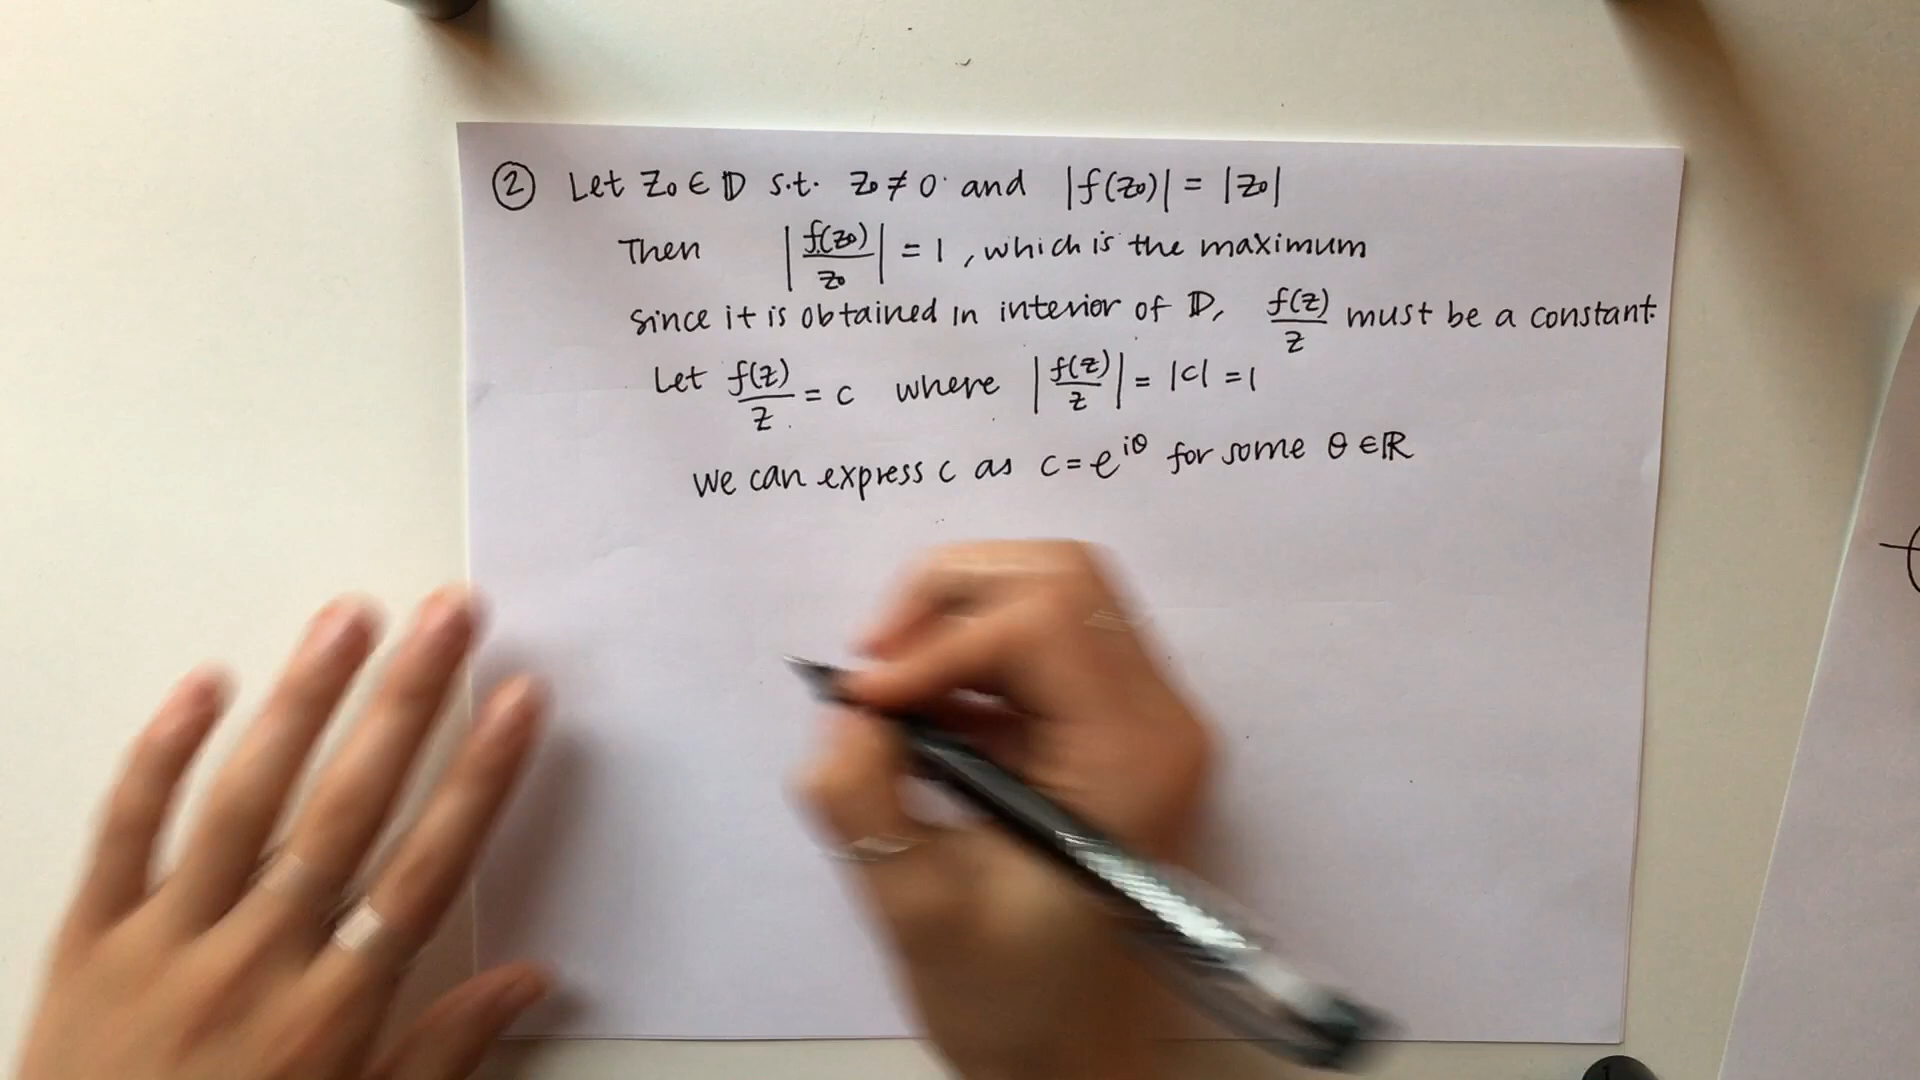 ② Let z₀ ∈ 𝔻 s.t. z₀ ≠ 0 and |f(z₀)| = |z₀|
Then |f(z₀)/z₀| = 1, which is the maximum
since it is obtained in interior of 𝔻, f(z)/z must be a constant.
Let f(z)/z = c where |f(z)/z| = |c| = 1
we can express c as c = e^{iθ} for some θ ∈ ℝ